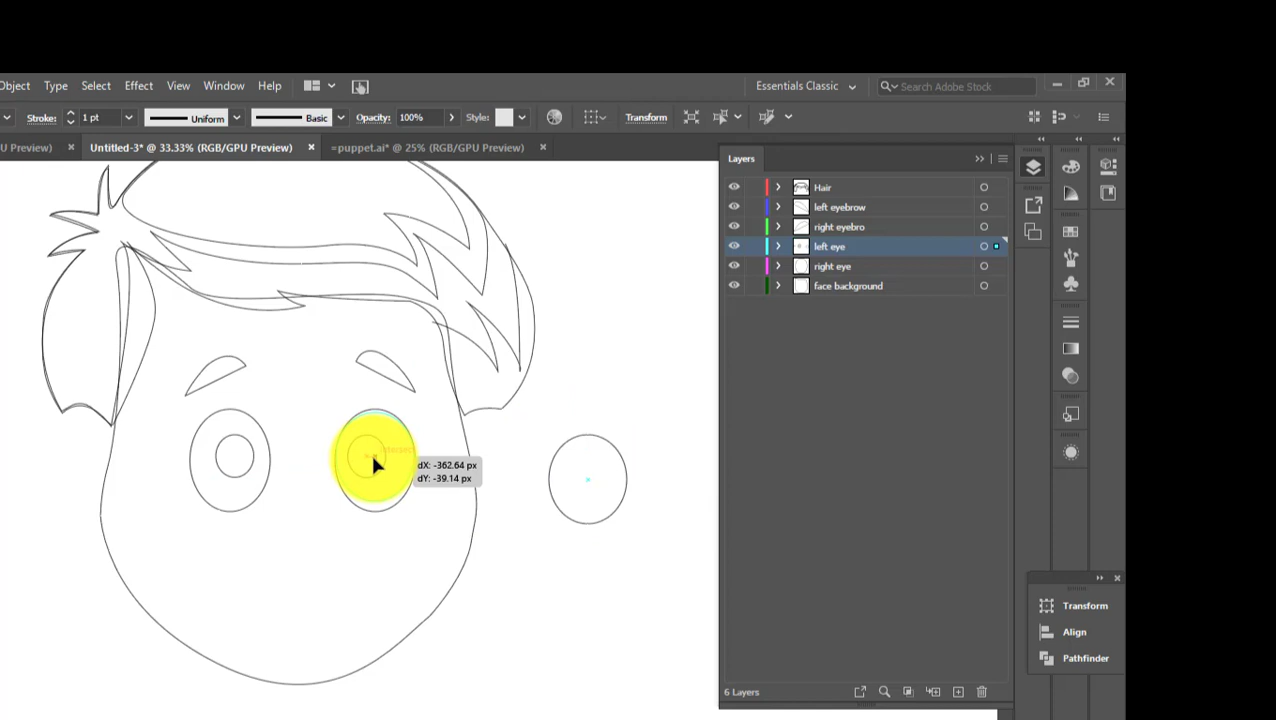 Object Type Select Effect View Window Help Essentials Classic Search Adobe Stock
Stroke: 1 pt Uniform Basic Opacity: 100% Style: Transform
PU Preview) × Untitled-3* @ 33.33% (RGB/GPU Preview) × =puppet.ai* @ 25% (RGB/GPU Preview) ×
Layers
Hair
left eyebrow
right eyebro
left eye
right eye
face background
intersect
dX: -362.64 px
dY: -39.14 px
Transform
Align
Pathfinder
6 Layers